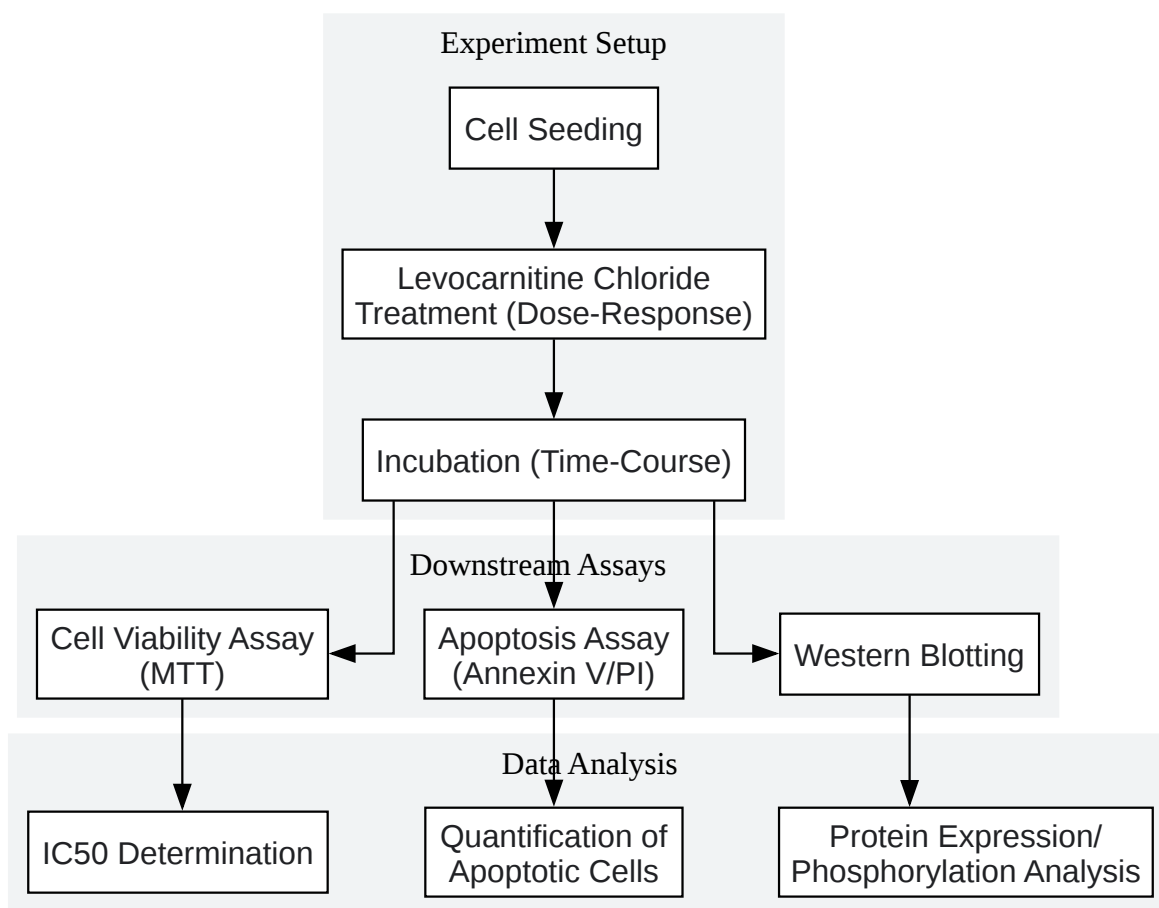 Experiment Setup
Cell Seeding
Levocarnitine Chloride
Treatment (Dose-Response)
Incubation (Time-Course)
Downstream Assays
Cell Viability Assay
(MTT)
Apoptosis Assay
(Annexin V/PI)
Western Blotting
Data Analysis
IC50 Determination
Quantification of
Apoptotic Cells
Protein Expression/
Phosphorylation Analysis